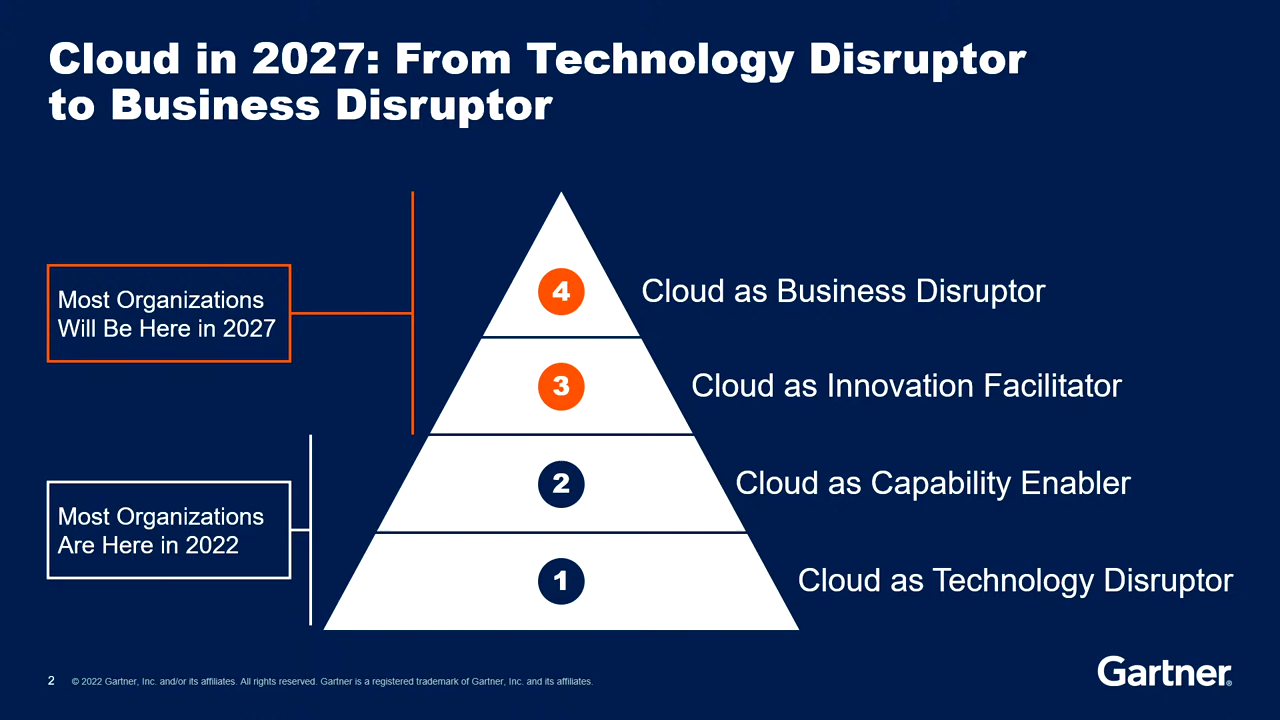 Cloud in 2027: From Technology Disruptor
to Business Disruptor
Most Organizations
Will Be Here in 2027
4
Cloud as Business Disruptor
3
Cloud as Innovation Facilitator
Most Organizations
Are Here in 2022
2
Cloud as Capability Enabler
1
Cloud as Technology Disruptor
2 © 2022 Gartner, Inc. and/or its affiliates. All rights reserved. Gartner is a registered trademark of Gartner, Inc. and its affiliates.
Gartner®